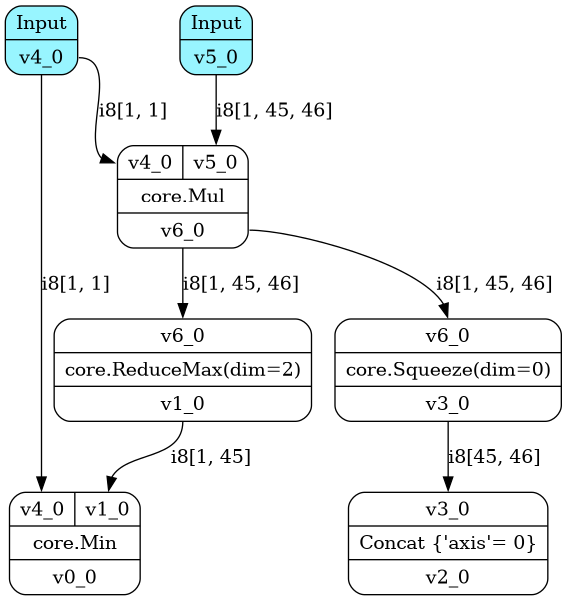 Input
v4_0
Input
v5_0
i8[1, 1]
i8[1, 45, 46]
v4_0 v5_0
core.Mul
v6_0
i8[1, 1]
i8[1, 45, 46]
i8[1, 45, 46]
v6_0
core.ReduceMax(dim=2)
v1_0
v6_0
core.Squeeze(dim=0)
v3_0
i8[1, 45]
i8[45, 46]
v4_0 v1_0
core.Min
v0_0
v3_0
Concat {'axis'= 0}
v2_0